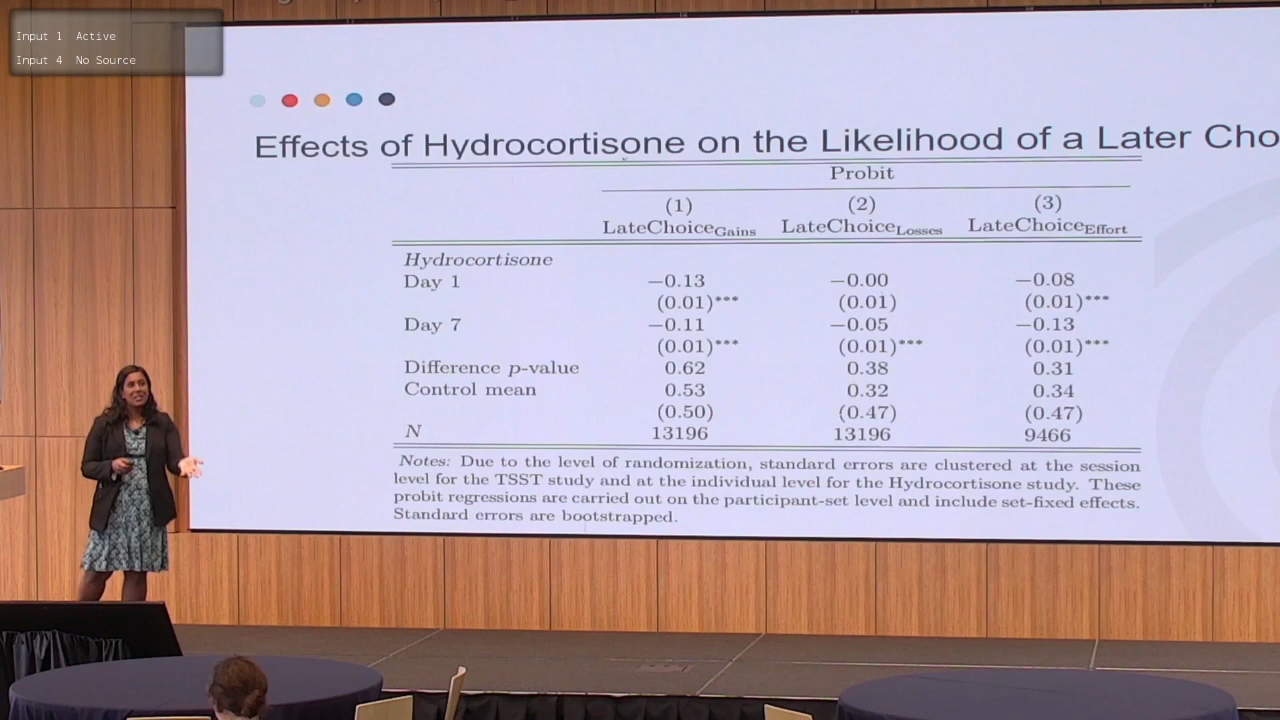 Input 1 Active
Input 4 No Source
Effects of Hydrocortisone on the Likelihood of a Later Cho
Probit
(1) (2) (3)
LateChoiceGains LateChoiceLosses LateChoiceEffort
Hydrocortisone
Day 1 −0.13 −0.00 −0.08
(0.01)*** (0.01) (0.01)***
Day 7 −0.11 −0.05 −0.13
(0.01)*** (0.01)*** (0.01)***
Difference p-value 0.62 0.38 0.31
Control mean 0.53 0.32 0.34
(0.50) (0.47) (0.47)
N 13196 13196 9466
Notes: Due to the level of randomization, standard errors are clustered at the session
level for the TSST study and at the individual level for the Hydrocortisone study. These
probit regressions are carried out on the participant-set level and include set-fixed effects.
Standard errors are bootstrapped.